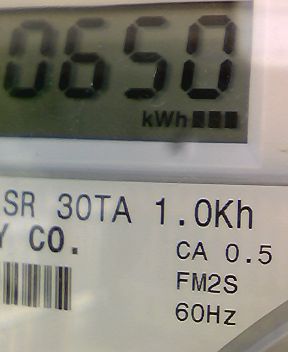 0650
kWh
SR 30TA 1.0Kh
Y CO.
CA 0.5
FM2S
60Hz